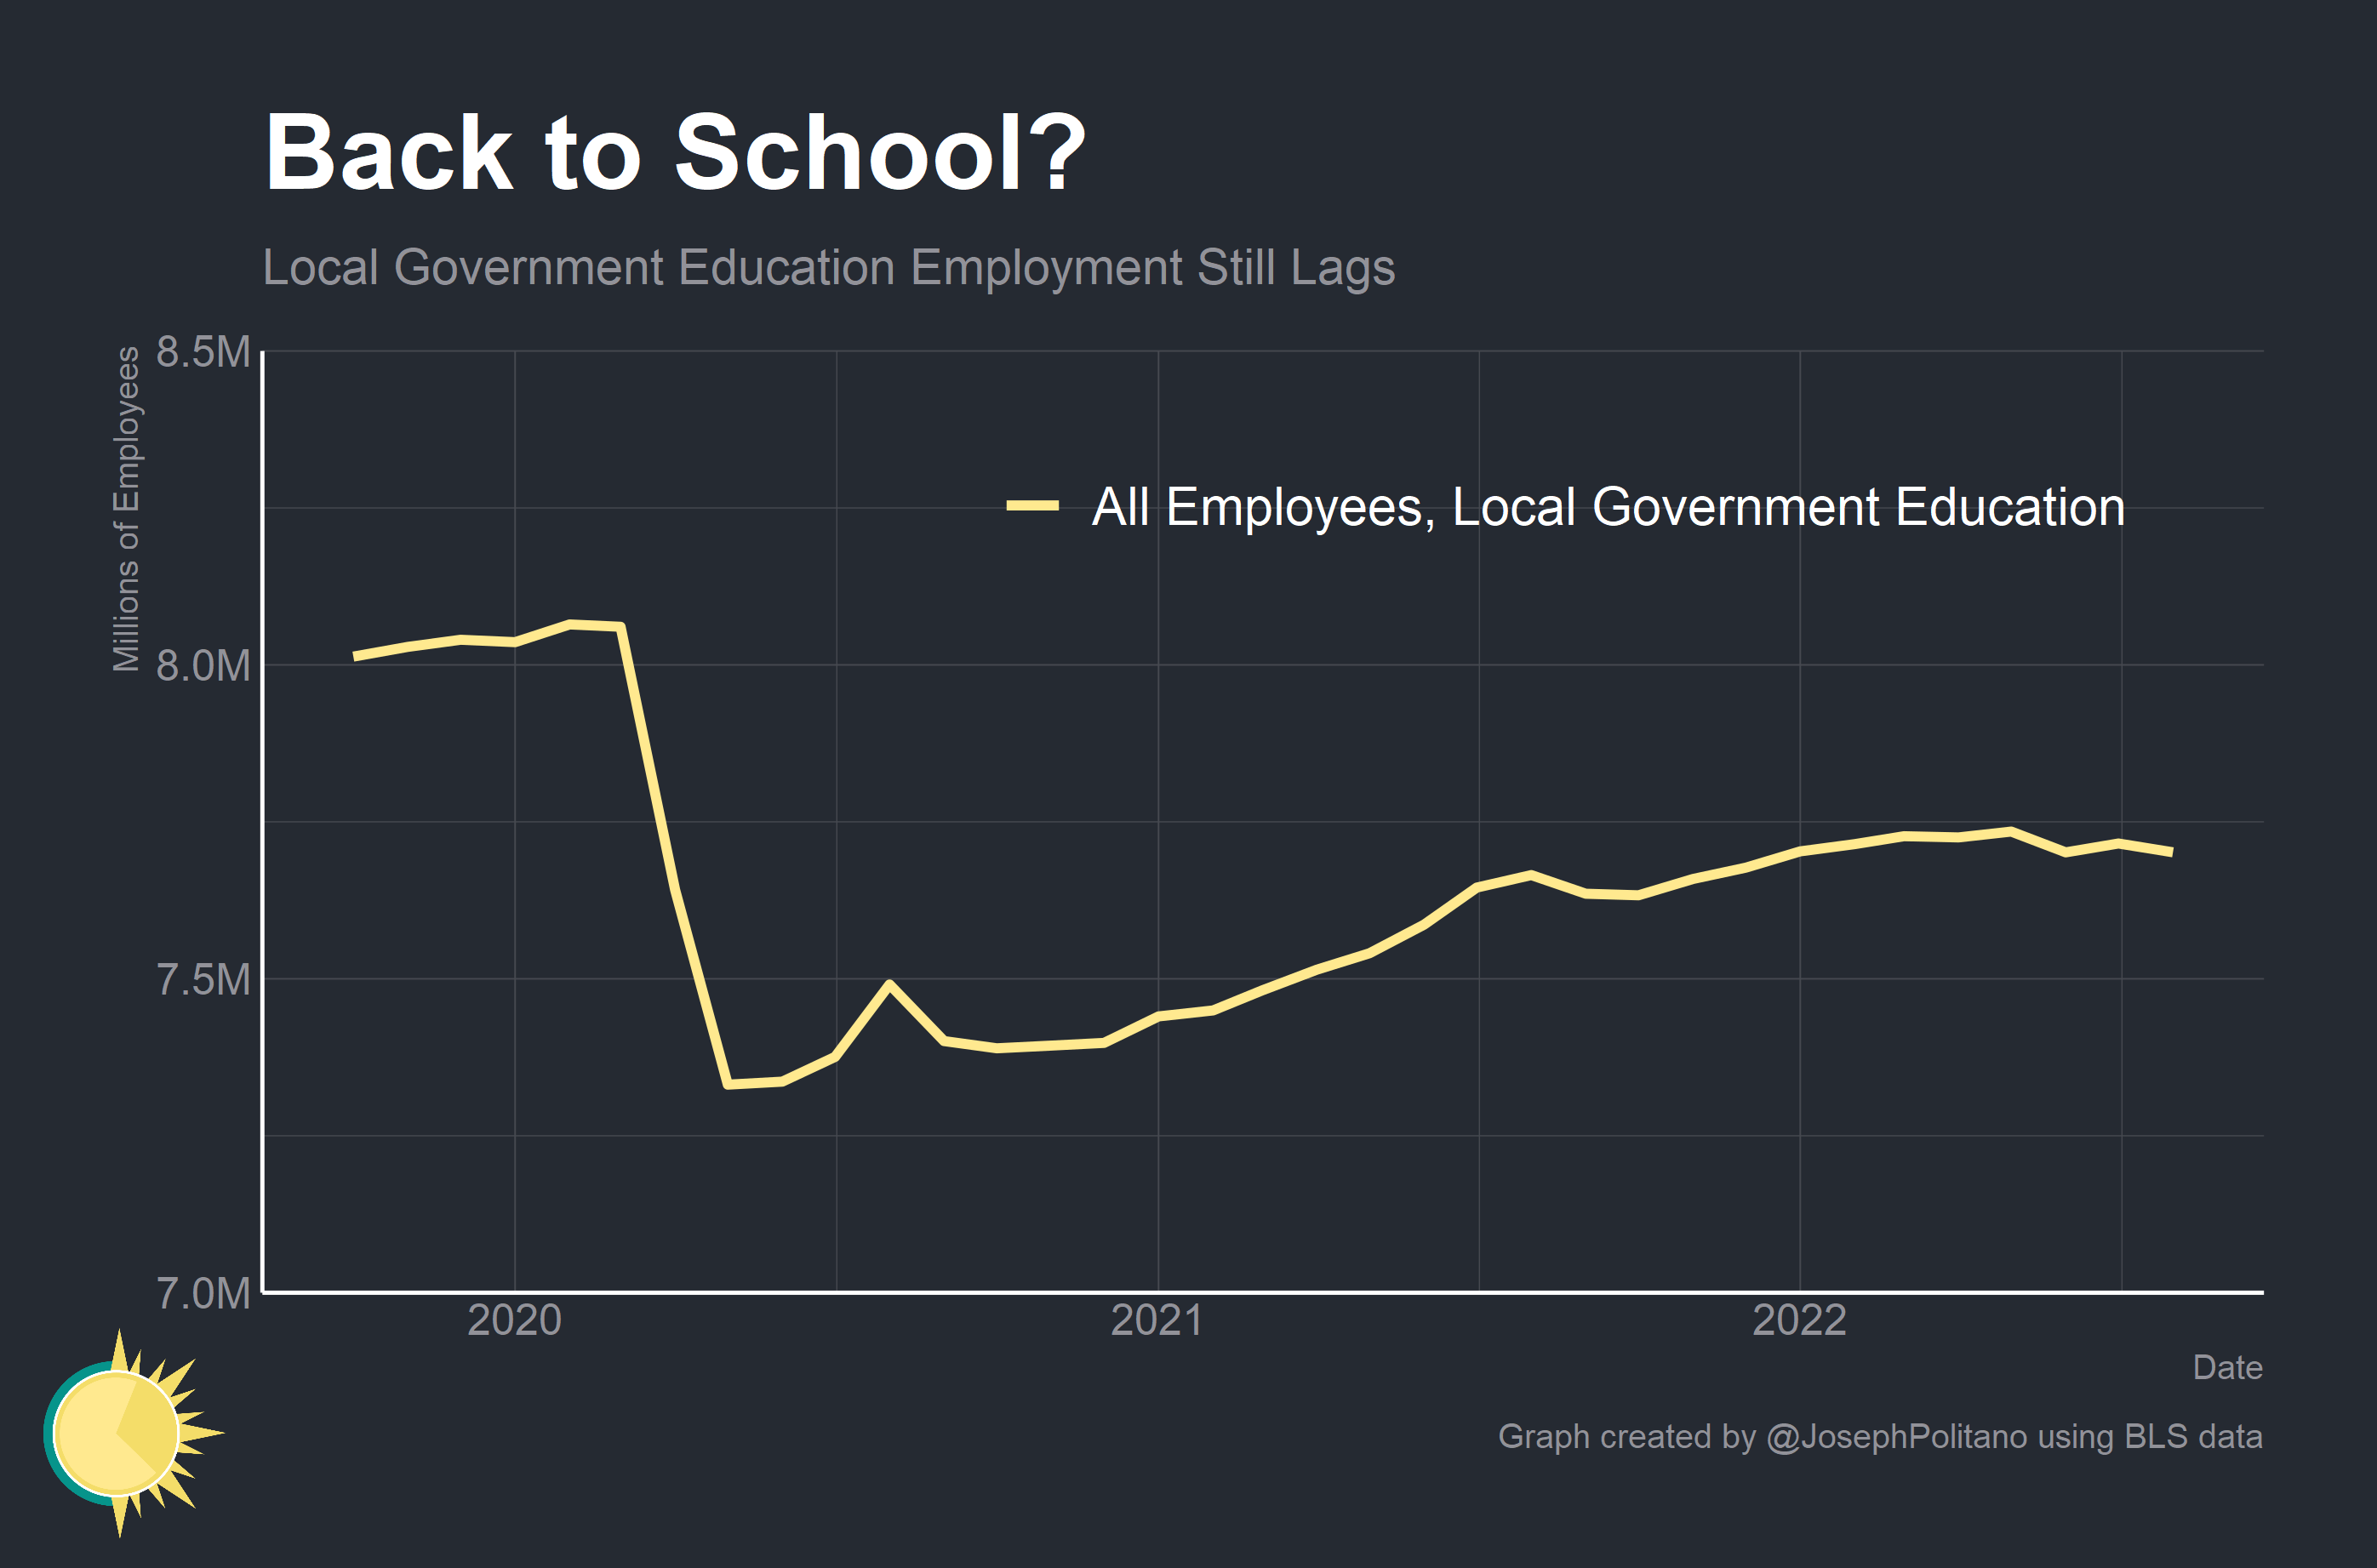 Back to School?
Local Government Education Employment Still Lags
Millions of Employees
8.5M
8.0M
7.5M
7.0M
All Employees, Local Government Education
2020
2021
2022
Date
Graph created by @JosephPolitano using BLS data